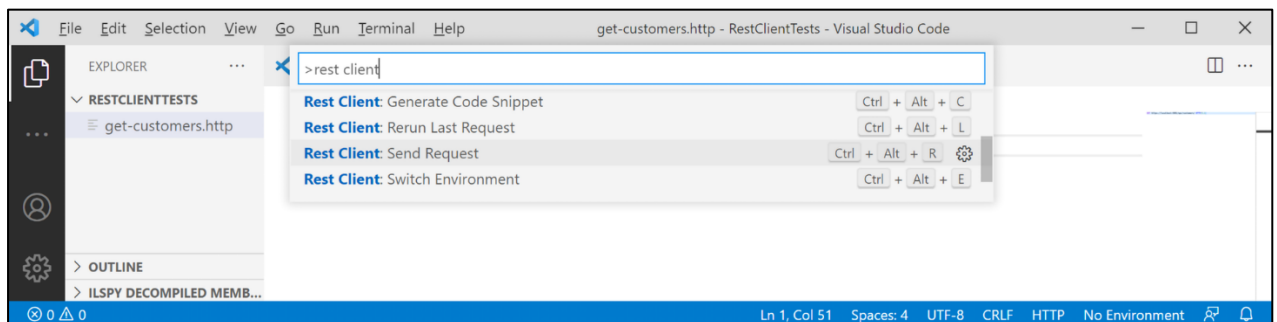 File Edit Selection View Go Run Terminal Help get-customers.http - RestClientTests - Visual Studio Code
EXPLORER
>rest client
RESTCLIENTTESTS
get-customers.http
Rest Client: Generate Code Snippet Ctrl + Alt + C
Rest Client: Rerun Last Request Ctrl + Alt + L
Rest Client: Send Request Ctrl + Alt + R
Rest Client: Switch Environment Ctrl + Alt + E
OUTLINE
ILSPY DECOMPILED MEMB...
0 0 Ln 1, Col 51 Spaces: 4 UTF-8 CRLF HTTP No Environment